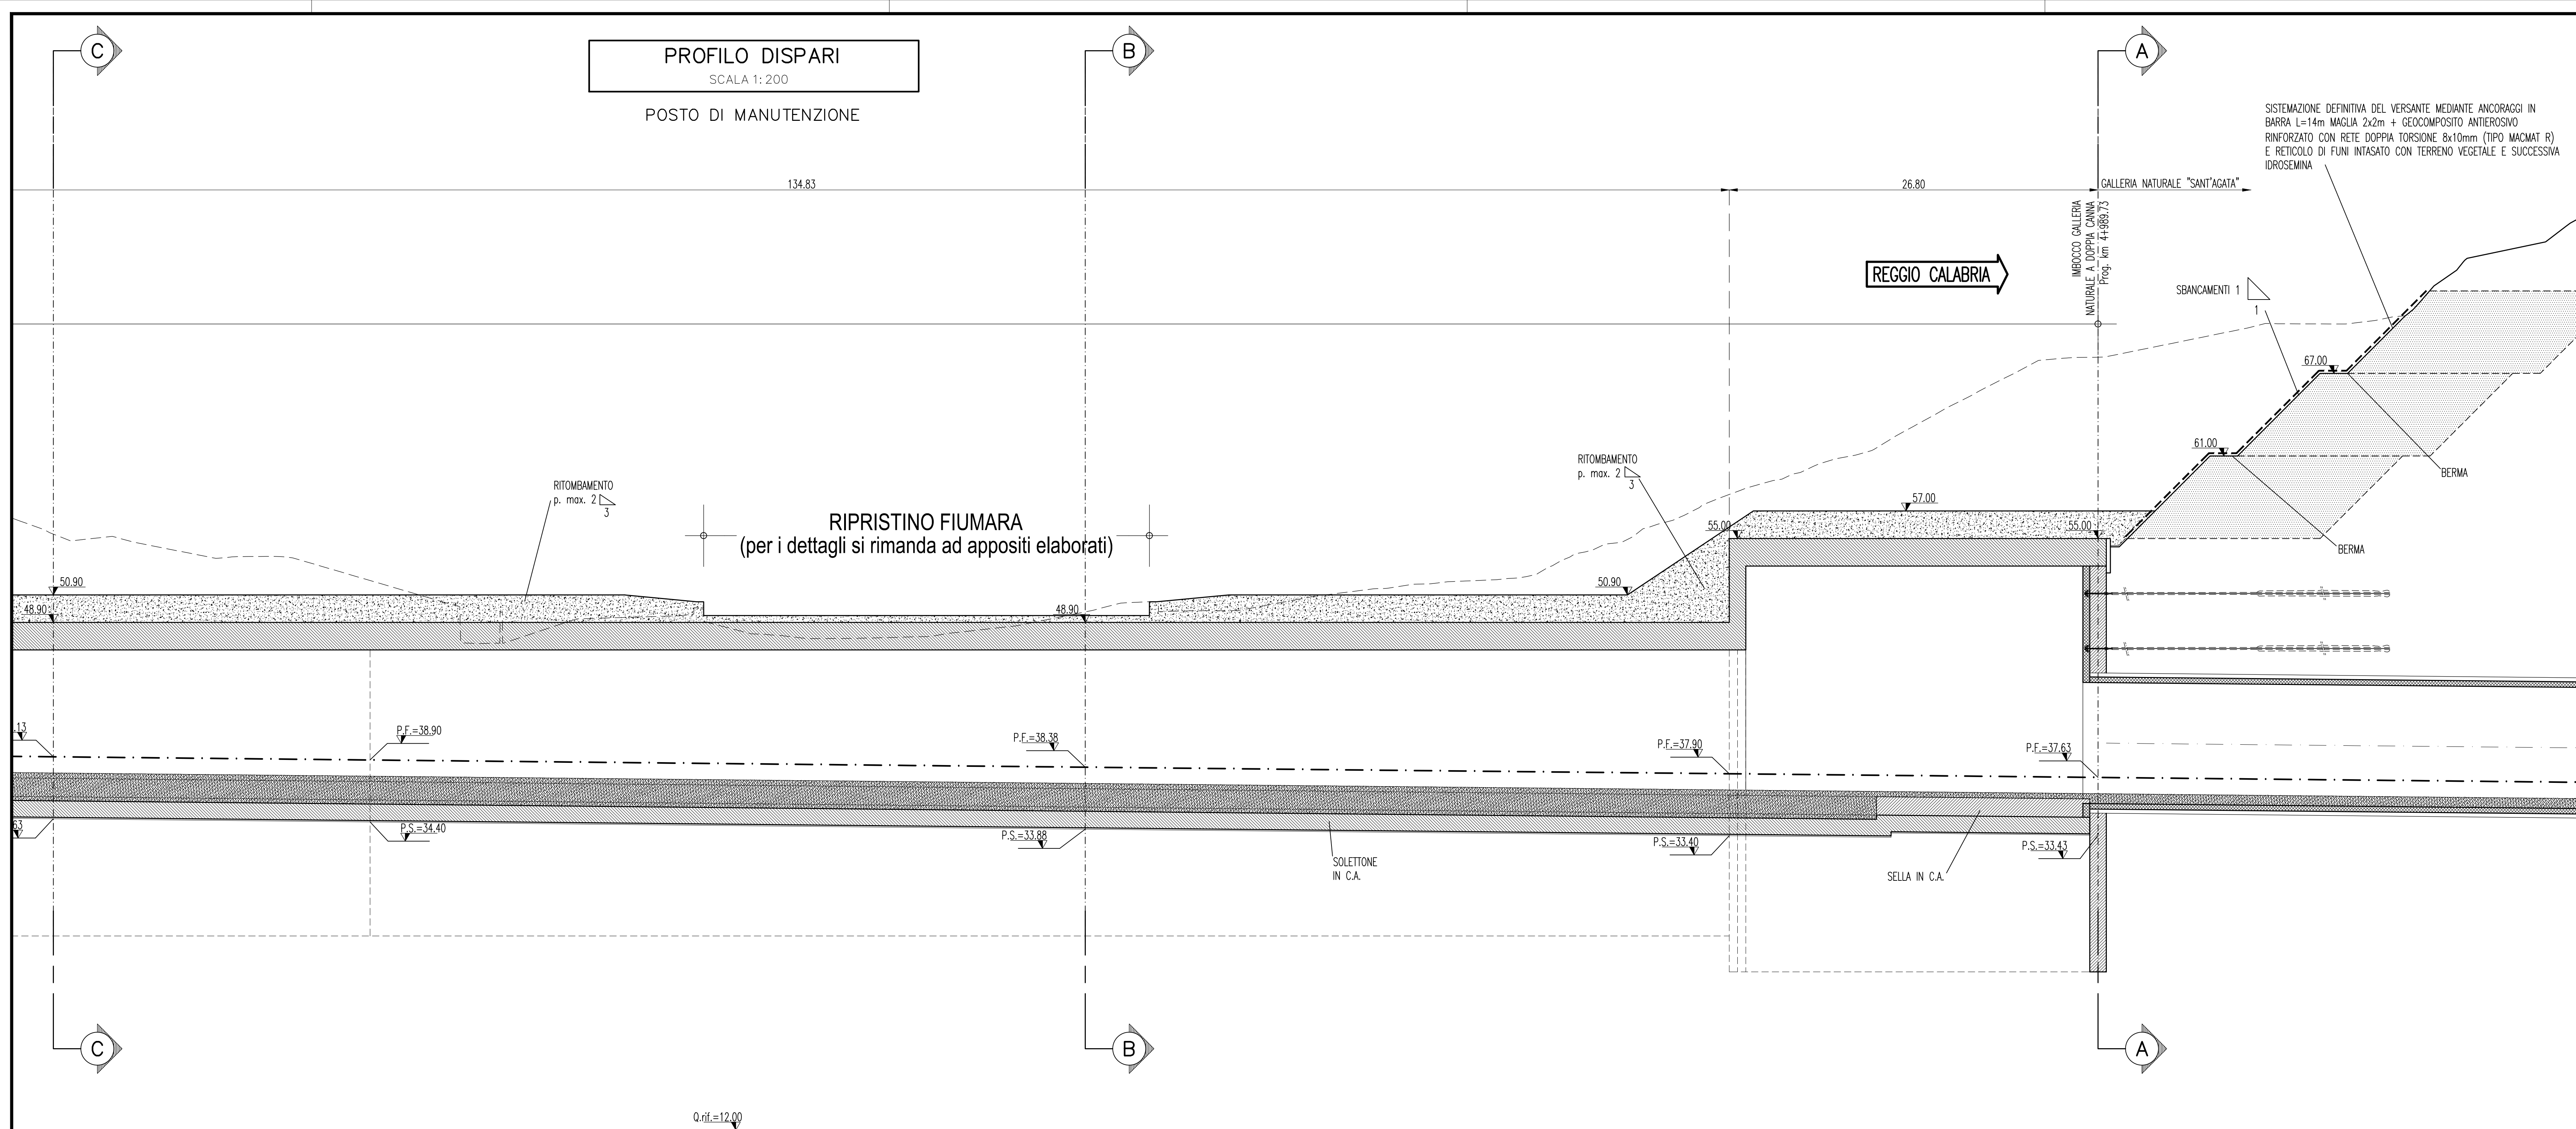 C
B
A
PROFILO DISPARI
SCALA 1:200
POSTO DI MANUTENZIONE
SISTEMAZIONE DEFINITIVA DEL VERSANTE MEDIANTE ANCORAGGI IN
BARRA L=14m MAGLIA 2x2m + GEOCOMPOSITO ANTIEROSIVO
RINFORZATO CON RETE DOPPIA TORSIONE 8x10mm (TIPO MACMAT R)
E RETICOLO DI FUNI INTASATO CON TERRENO VEGETALE E SUCCESSIVA
IDROSEMINA
134.83
26.80
GALLERIA NATURALE "SANT'AGATA"
IMBOCCO GALLERIA
NATURALE A DOPPIA CANNA
Prog. km 4+989.73
REGGIO CALABRIA
SBANCAMENTI 1
1
67.00
61.00
BERMA
BERMA
RITOMBAMENTO
p. max. 2
3
RITOMBAMENTO
p. max. 2
3
RIPRISTINO FIUMARA
(per i dettagli si rimanda ad appositi elaborati)
57.00
55.00
55.00
50.90
50.90
48.90
48.90
.13
P.F.=38.90
P.F.=38.38
P.F.=37.90
P.F.=37.63
63
P.S.=34.40
P.S.=33.88
P.S.=33.40
P.S.=33.43
SOLETTONE
IN C.A.
SELLA IN C.A.
C
B
A
Q.rif.=12.00